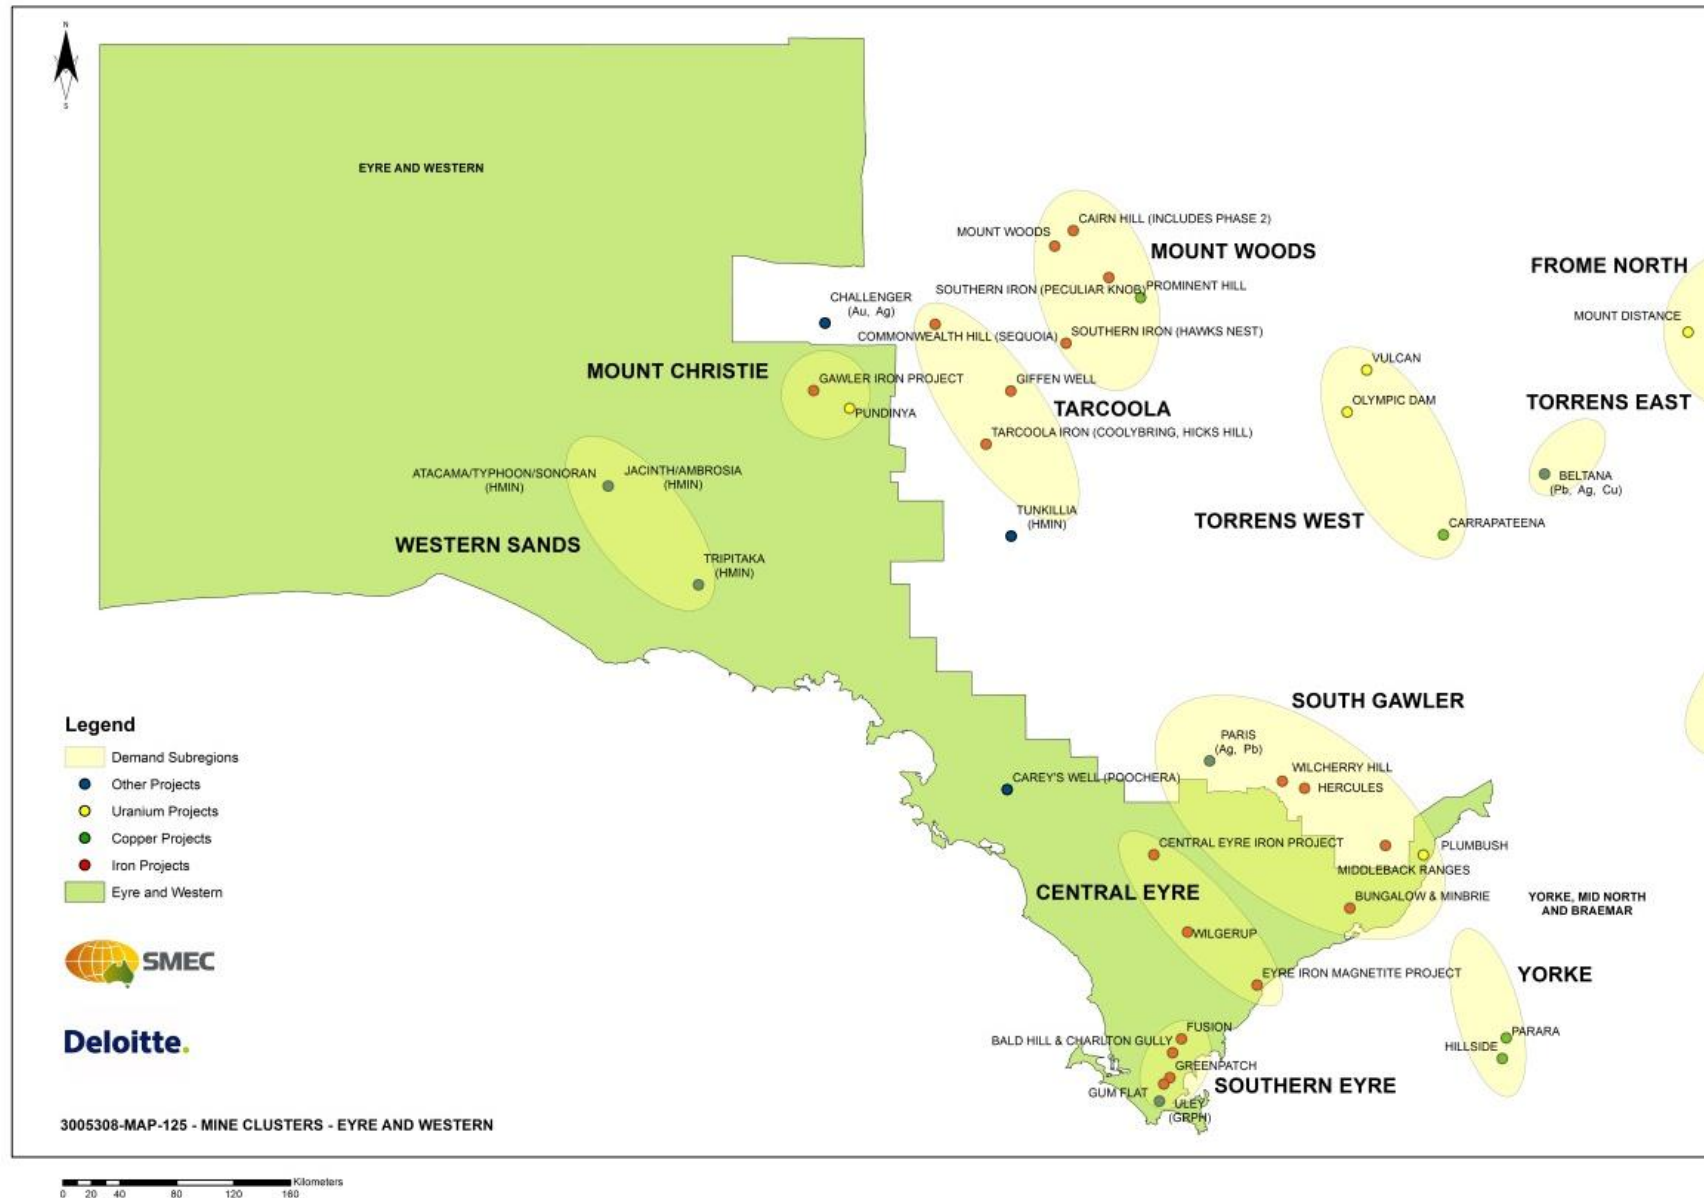 N
S
EYRE AND WESTERN
CAIRN HILL (INCLUDES PHASE 2)
MOUNT WOODS
MOUNT WOODS
FROME NORTH
SOUTHERN IRON (PECULIAR KNOB)
PROMINENT HILL
CHALLENGER
(Au, Ag)
MOUNT DISTANCE
COMMONWEALTH HILL (SEQUOIA)
SOUTHERN IRON (HAWKS NEST)
VULCAN
MOUNT CHRISTIE
GAWLER IRON PROJECT
GIFFEN WELL
OLYMPIC DAM
TORRENS EAST
PUNDINYA
TARCOOLA
TARCOOLA IRON (COOLYBRING, HICKS HILL)
ATACAMA/TYPHOON/SONORAN
(HMIN)
JACINTH/AMBROSIA
(HMIN)
BELTANA
(Pb, Ag, Cu)
TUNKILLIA
(HMIN)
TORRENS WEST
CARRAPATEENA
WESTERN SANDS
TRIPITAKA
(HMIN)
SOUTH GAWLER
PARIS
(Ag, Pb)
WILCHERRY HILL
CAREY'S WELL (POOCHERA)
HERCULES
CENTRAL EYRE IRON PROJECT
PLUMBUSH
MIDDLEBACK RANGES
CENTRAL EYRE
BUNGALOW & MINBRIE
YORKE, MID NORTH
AND BRAEMAR
WILGERUP
EYRE IRON MAGNETITE PROJECT
YORKE
FUSION
BALD HILL & CHARLTON GULLY
PARARA
HILLSIDE
GREENPATCH
GUM FLAT
SOUTHERN EYRE
ULEY
(GRPH)
Legend
Demand Subregions
Other Projects
Uranium Projects
Copper Projects
Iron Projects
Eyre and Western
SMEC
Deloitte.
3005308-MAP-125 - MINE CLUSTERS - EYRE AND WESTERN
Kilometers
0 20 40 80 120 160